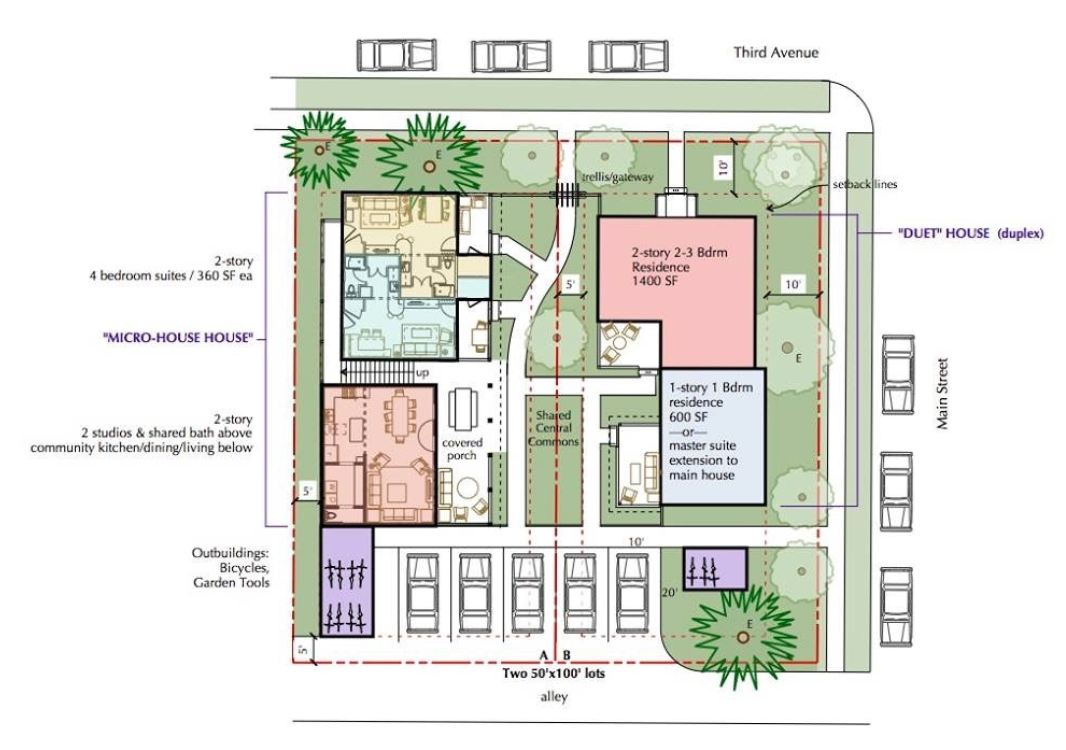 Third Avenue
E
E
10'
trellis/gateway
setback lines
"DUET" HOUSE (duplex)
2-story
4 bedroom suites / 360 SF ea
2-story 2-3 Bdrm
Residence
1400 SF
5'
10'
"MICRO-HOUSE HOUSE"
E
up
Main Street
1-story 1 Bdrm
residence
600 SF
—or—
master suite
extension to
main house
2-story
2 studios & shared bath above
community kitchen/dining/living below
covered
porch
Shared
Central
Commons
5'
10'
Outbuildings:
Bicycles,
Garden Tools
20'
E
5'
A B
Two 50'x100' lots
alley